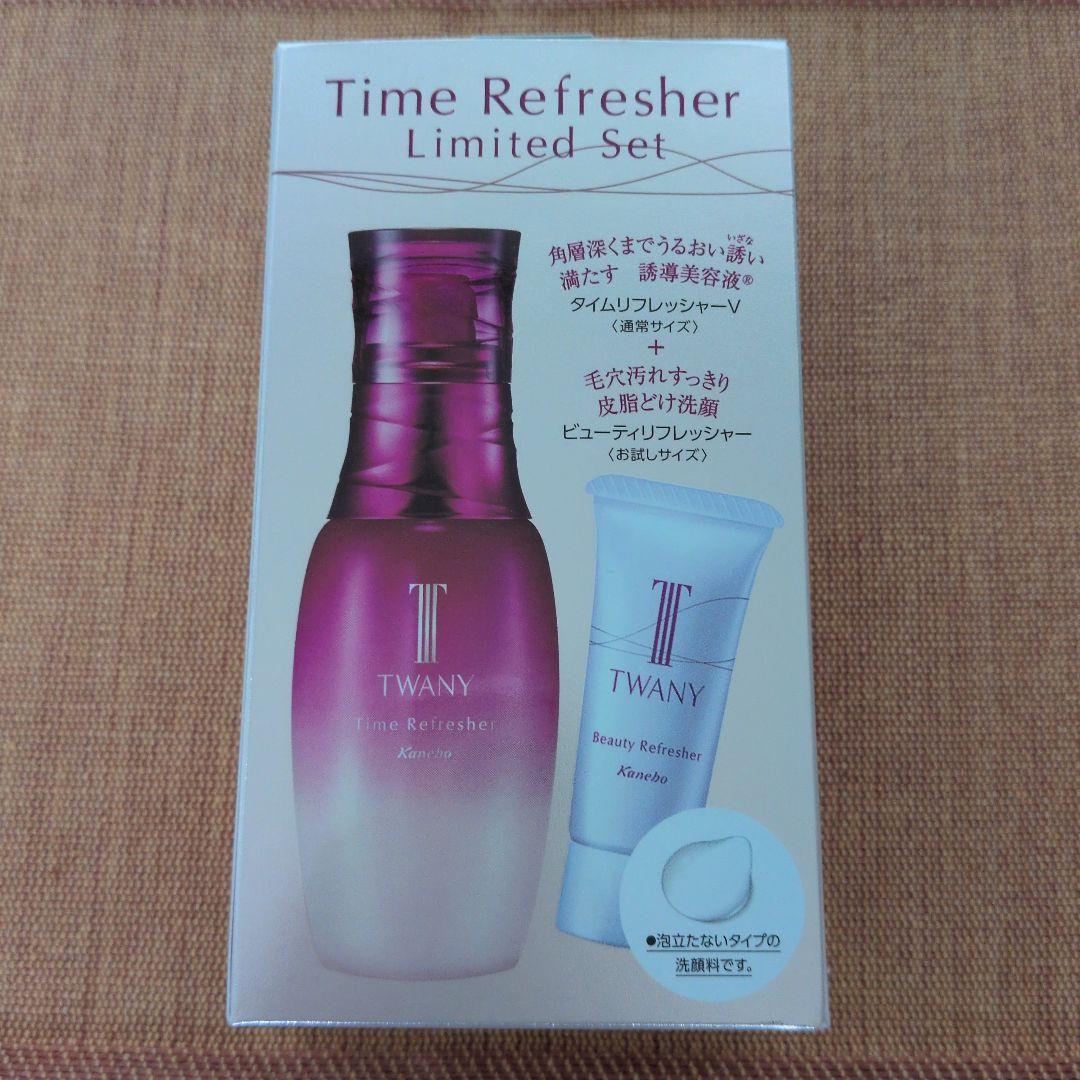 Time Refresher
Limited Set
角層深くまでうるおい誘い
いざな
満たす 誘導美容液®
タイムリフレッシャーV
〈通常サイズ〉
+
毛穴汚れすっきり
皮脂どけ洗顔
ビューティリフレッシャー
〈お試しサイズ〉
T
TWANY
Time Refresher
Kanebo
T
TWANY
Beauty Refresher
Kanebo
●泡立たないタイプの
洗顔料です。